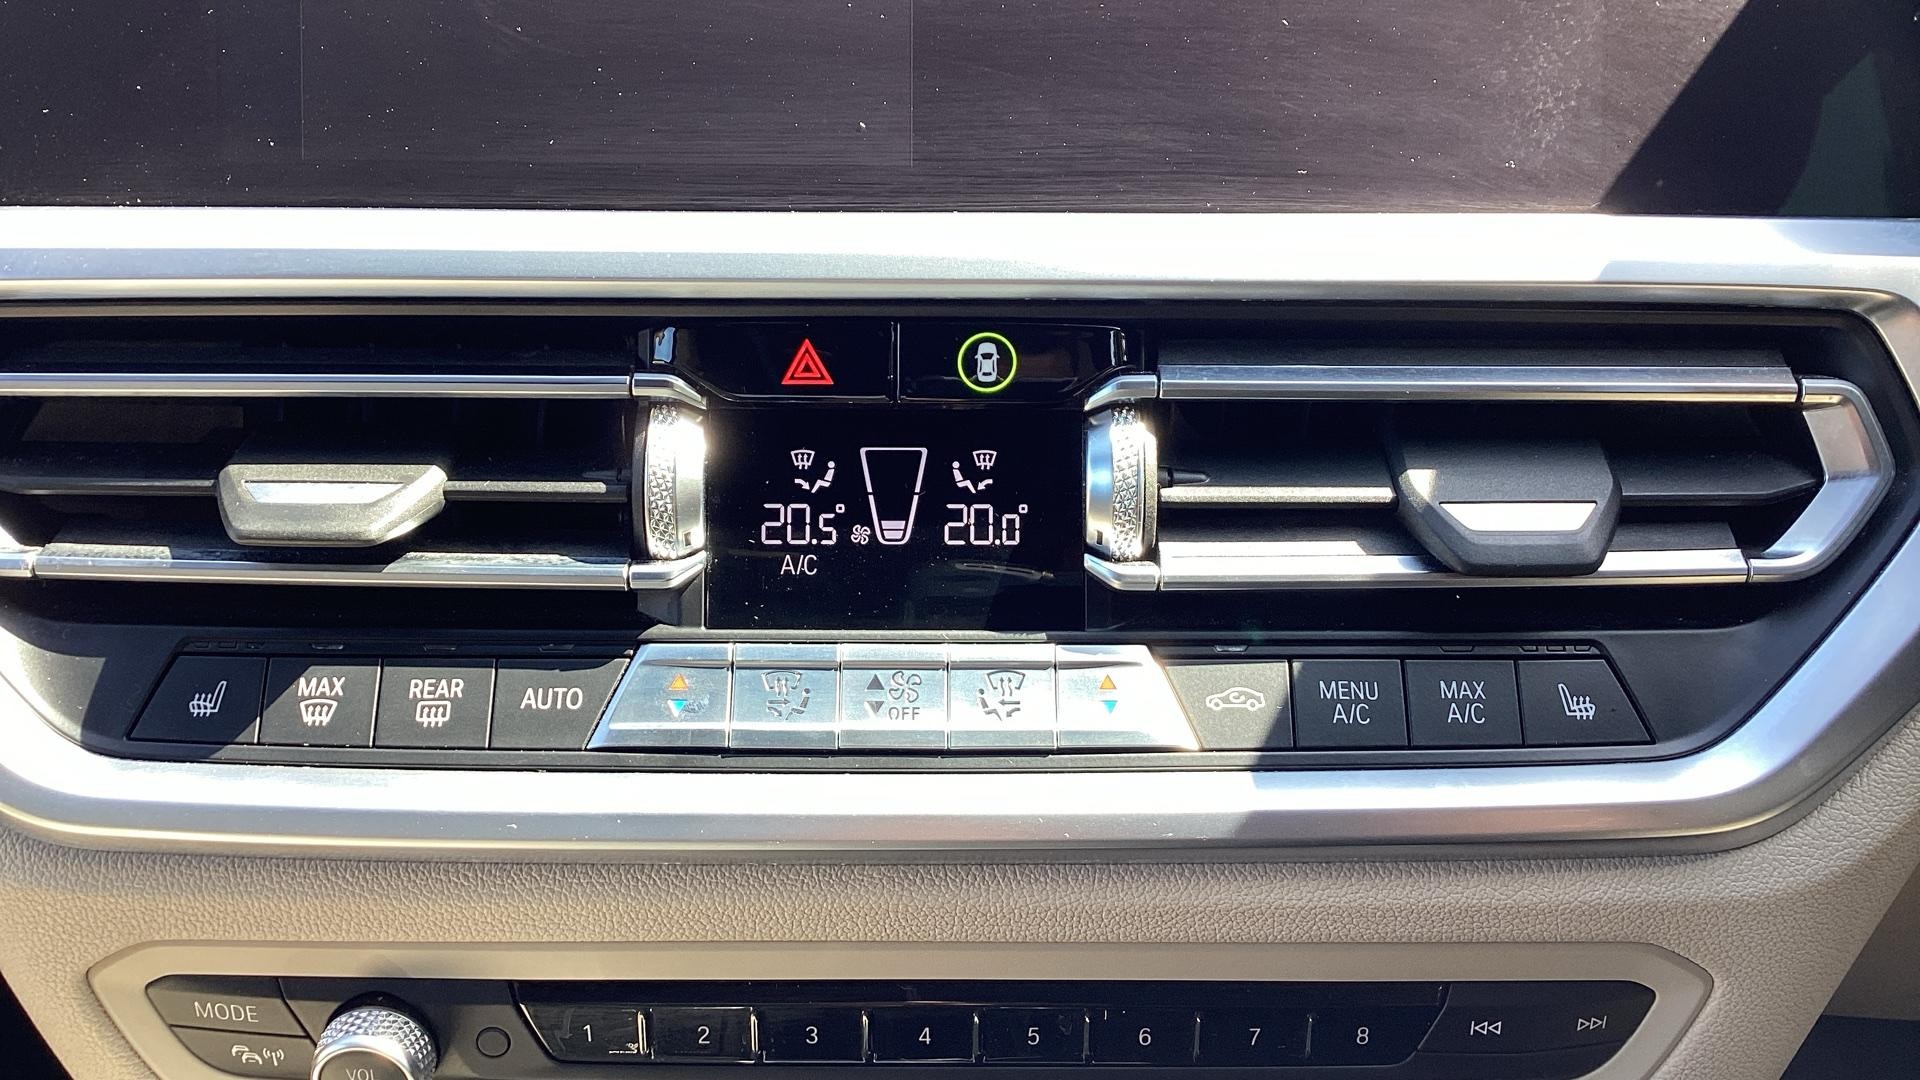 20.5°
20.0°
A/C
MAX
REAR
AUTO
OFF
MENU
A/C
MAX
A/C
MODE
VOL
1
2
3
4
5
6
7
8